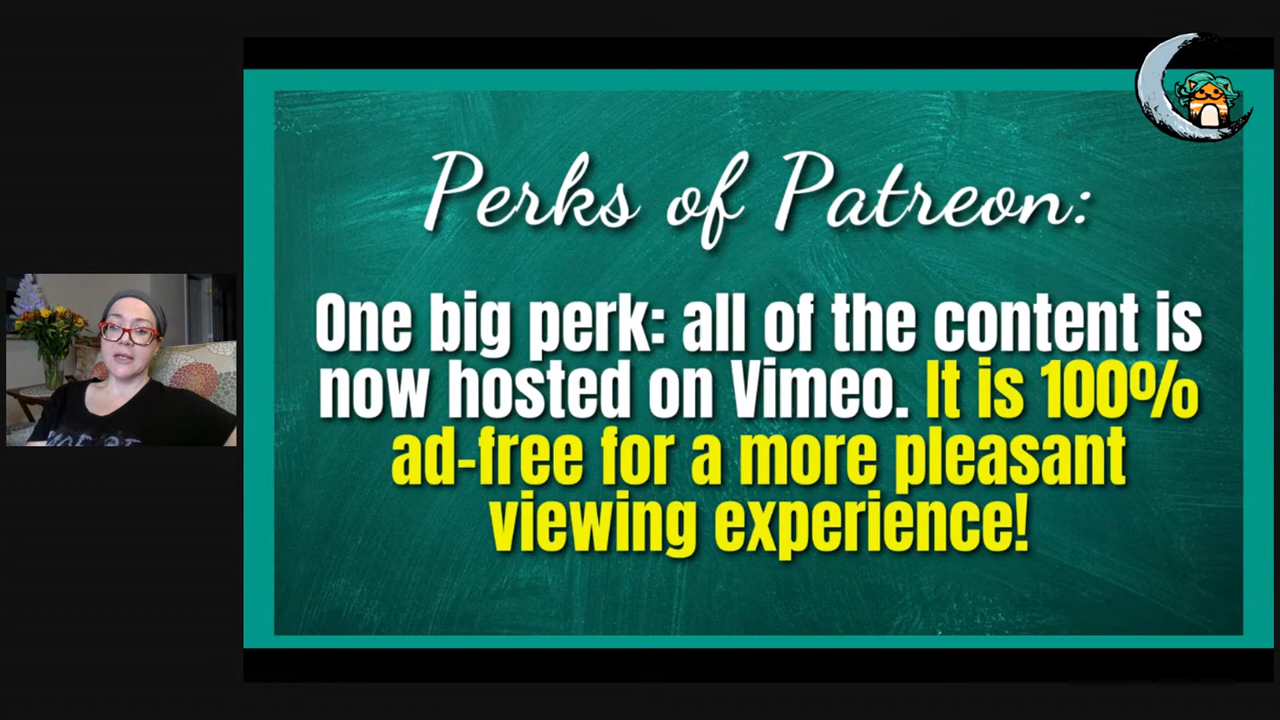 Perks of Patreon:
One big perk: all of the content is
now hosted on Vimeo. It is 100%
ad-free for a more pleasant
viewing experience!